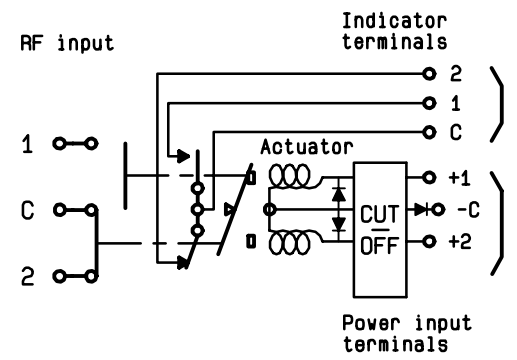 Indicator
terminals
RF input
2
1
C
1
Actuator
+1
C
CUT
-C
OFF
+2
2
Power input
terminals